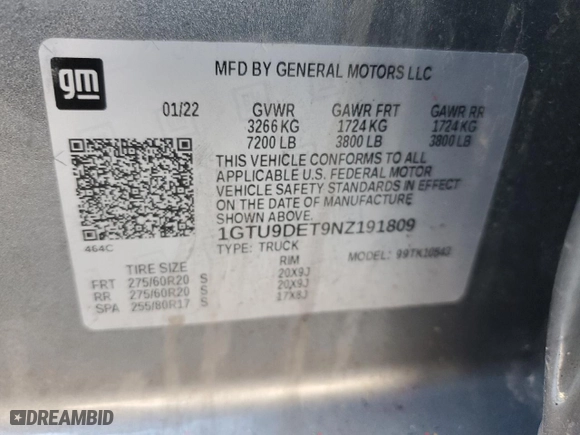 gm
MFD BY GENERAL MOTORS LLC
01/22 GVWR GAWR FRT GAWR RR
3266 KG 1724 KG 1724 KG
7200 LB 3800 LB 3800 LB
THIS VEHICLE CONFORMS TO ALL
APPLICABLE U.S. FEDERAL MOTOR
VEHICLE SAFETY STANDARDS IN EFFECT
ON THE DATE OF MANUFACTURE
SHOWN ABOVE.
464C
1GTU9DET9NZ191809
TYPE: TRUCK MODEL: 99TK10543
TIRE SIZE RIM
FRT 275/60R20 S 20X9J
RR 275/60R20 S 20X9J
SPA 255/80R17 S 17X8J
DREAMBID